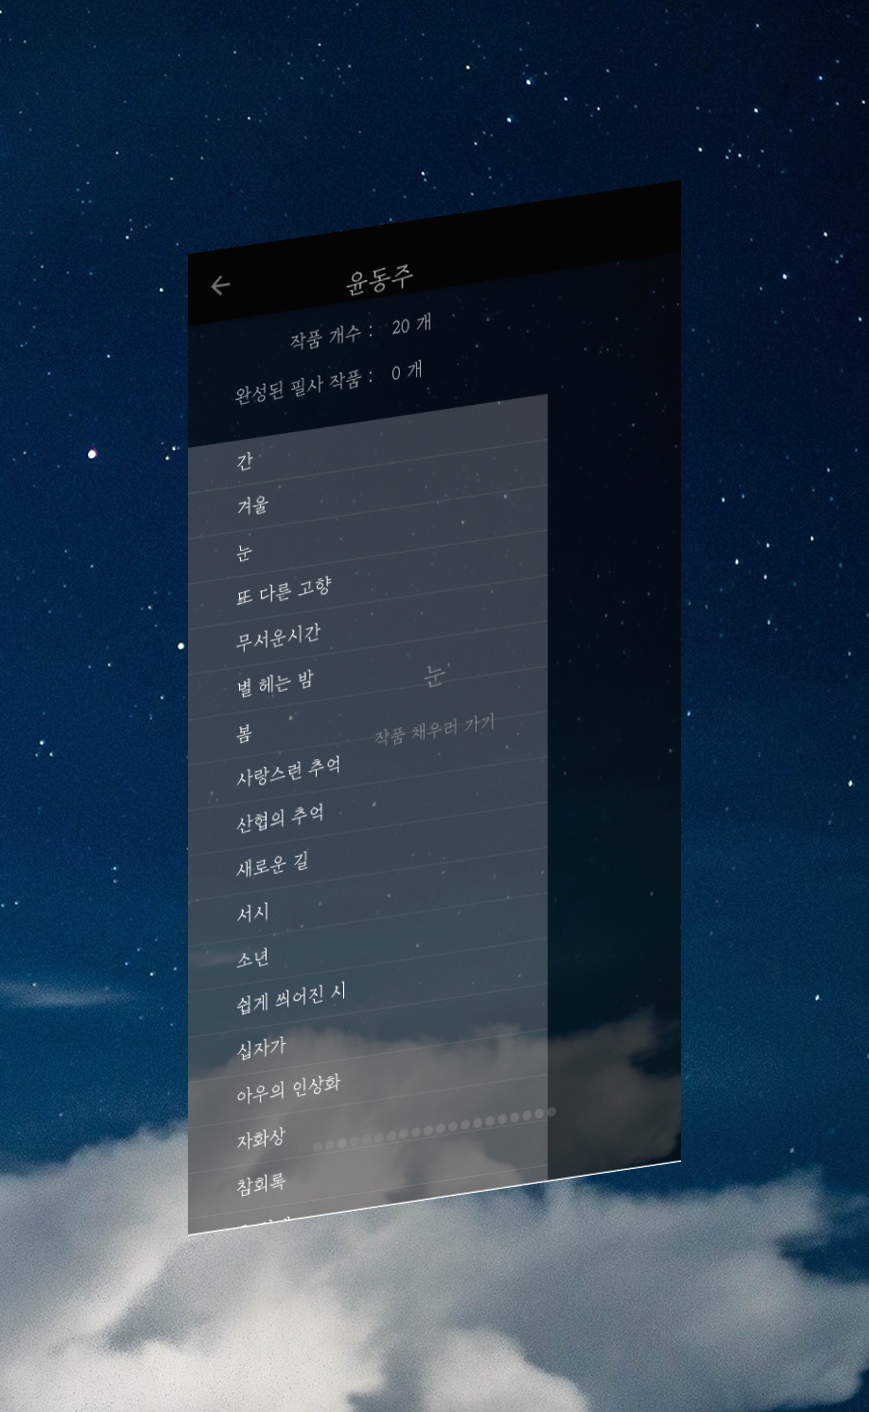 윤동주
작품 개수 : 20 개
완성된 필사 작품 : 0 개
간
겨울
눈
또 다른 고향
무서운시간
별 헤는 밤
눈
봄
작품 채우러 가기
사랑스런 추억
산협의 추억
새로운 길
서시
소년
쉽게 씌어진 시
십자가
아우의 인상화
자화상
참회록